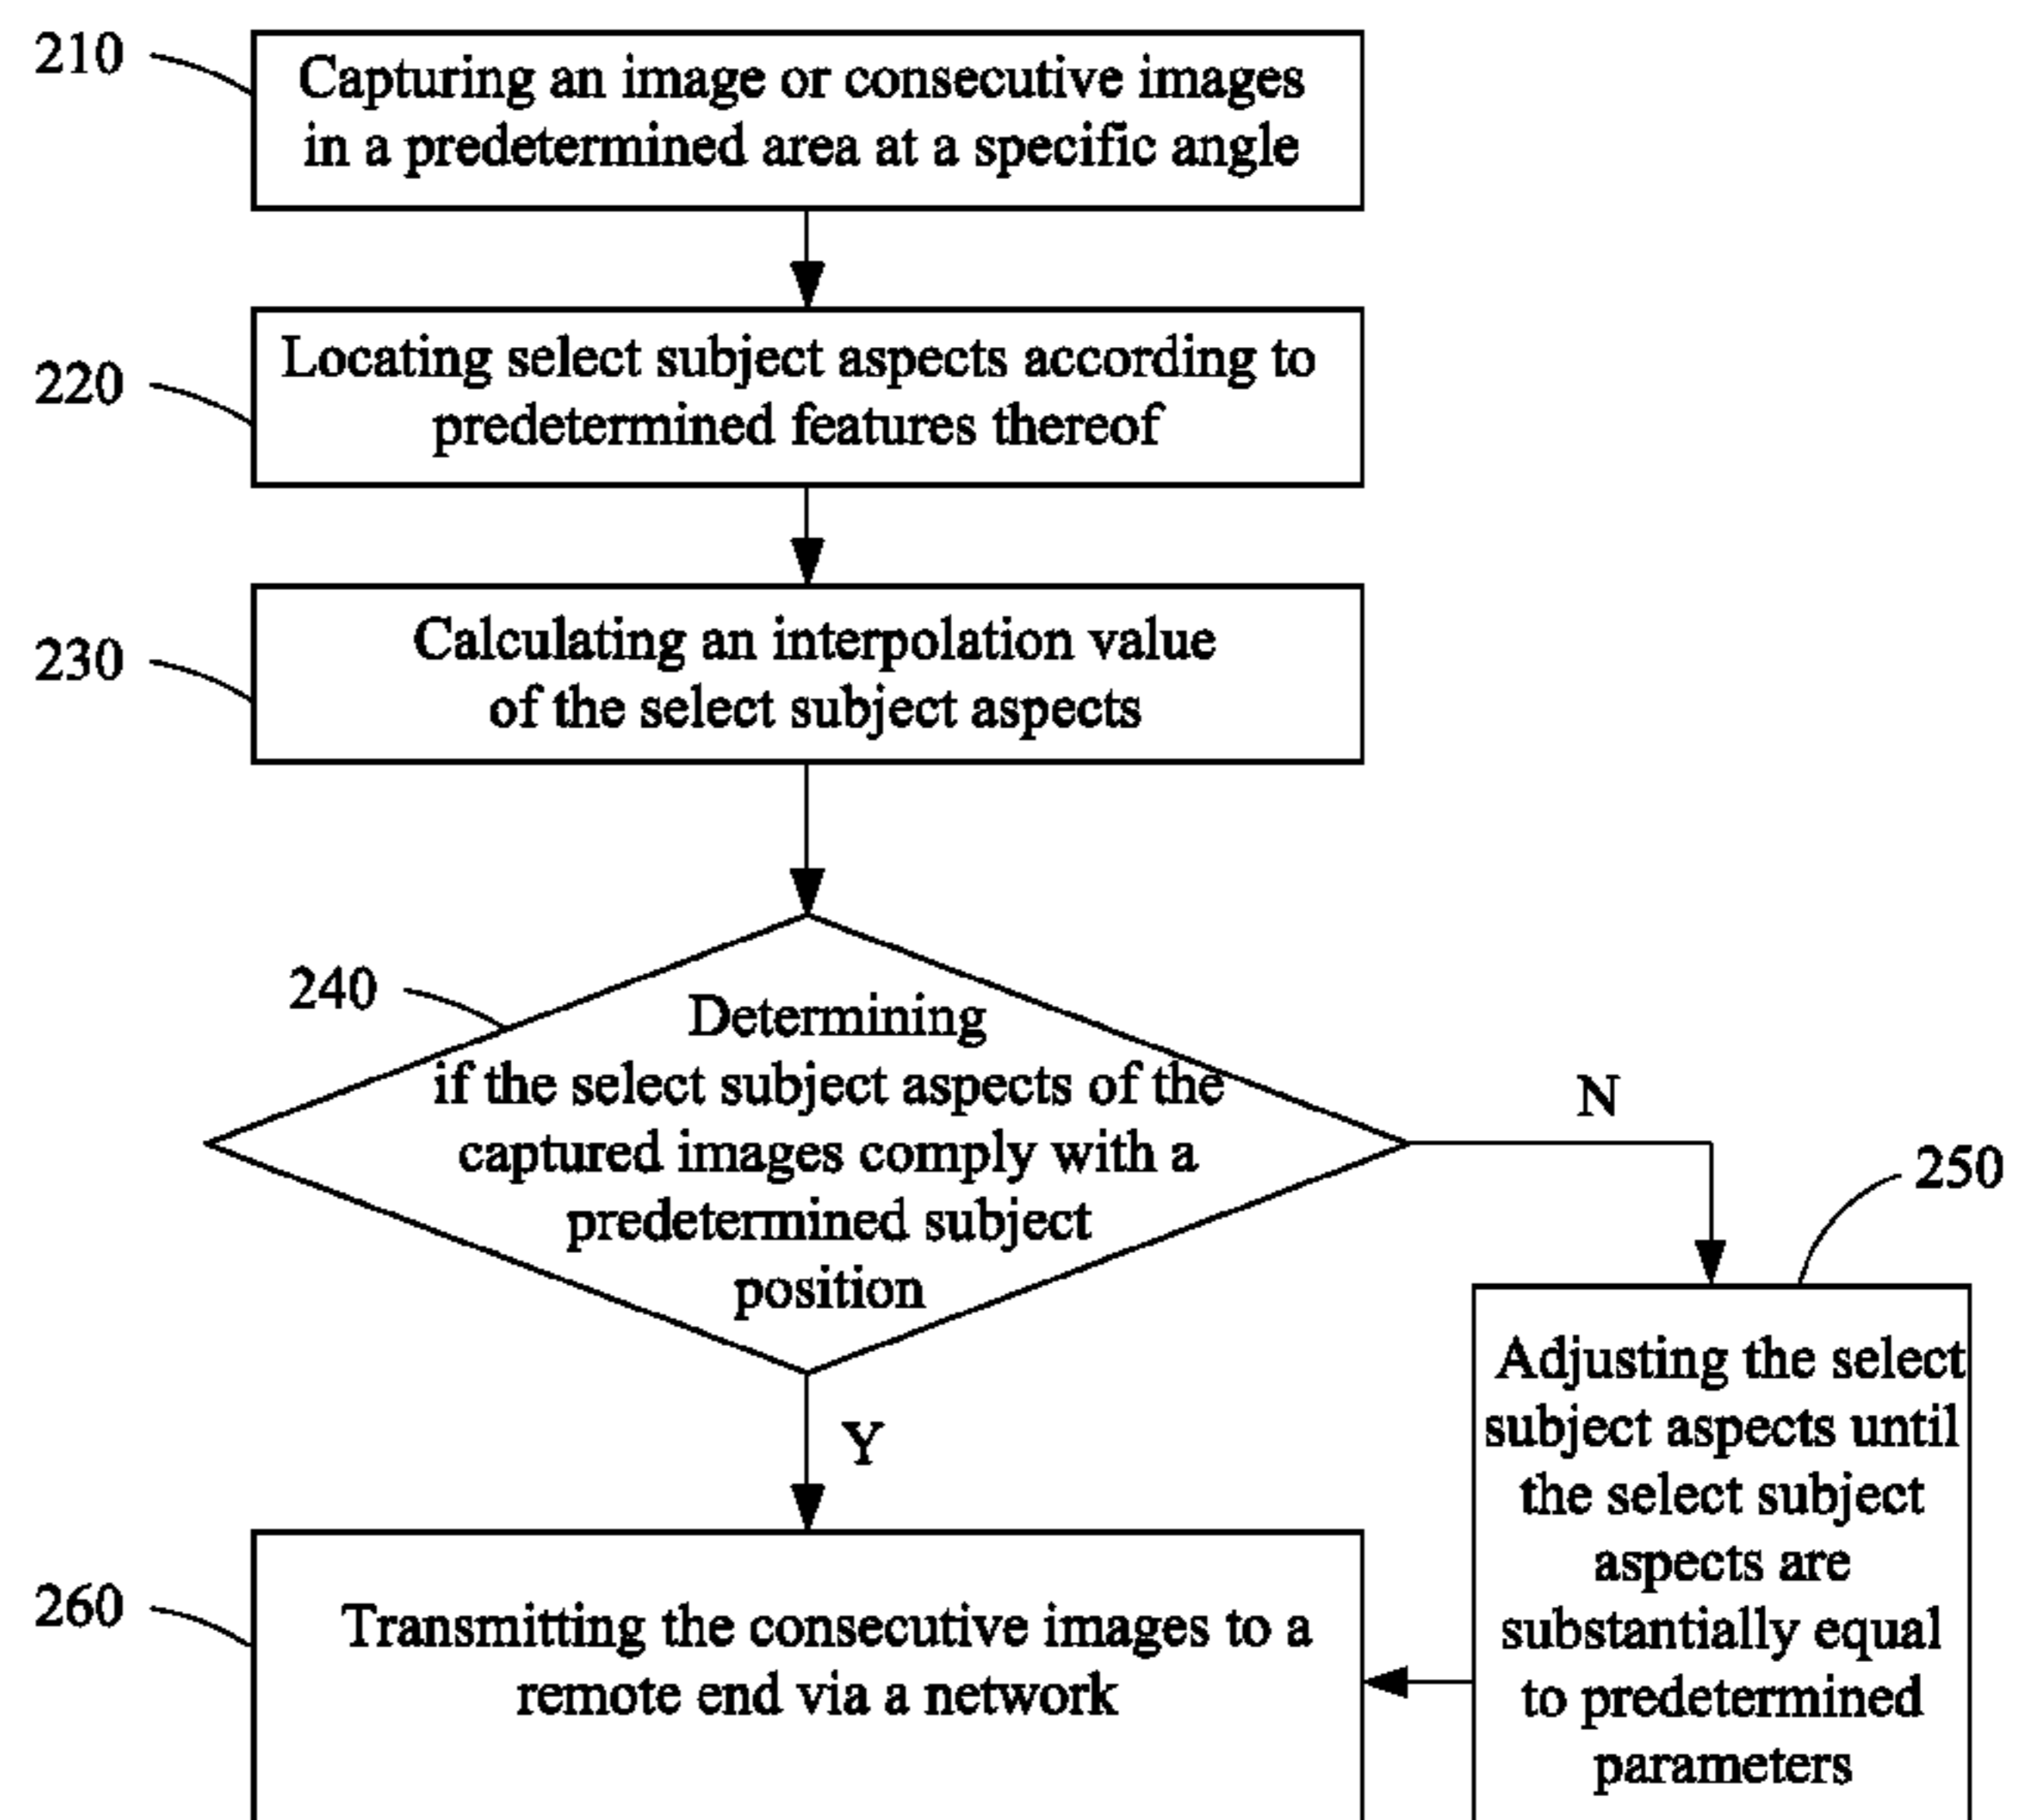 210
Capturing an image or consecutive images
in a predetermined area at a specific angle
220
Locating select subject aspects according to
predetermined features thereof
230
Calculating an interpolation value
of the select subject aspects
240
Determining
if the select subject aspects of the
captured images comply with a
predetermined subject
position
N
250
Adjusting the select
subject aspects until
the select subject
aspects are
substantially equal
to predetermined
parameters
Y
260
Transmitting the consecutive images to a
remote end via a network